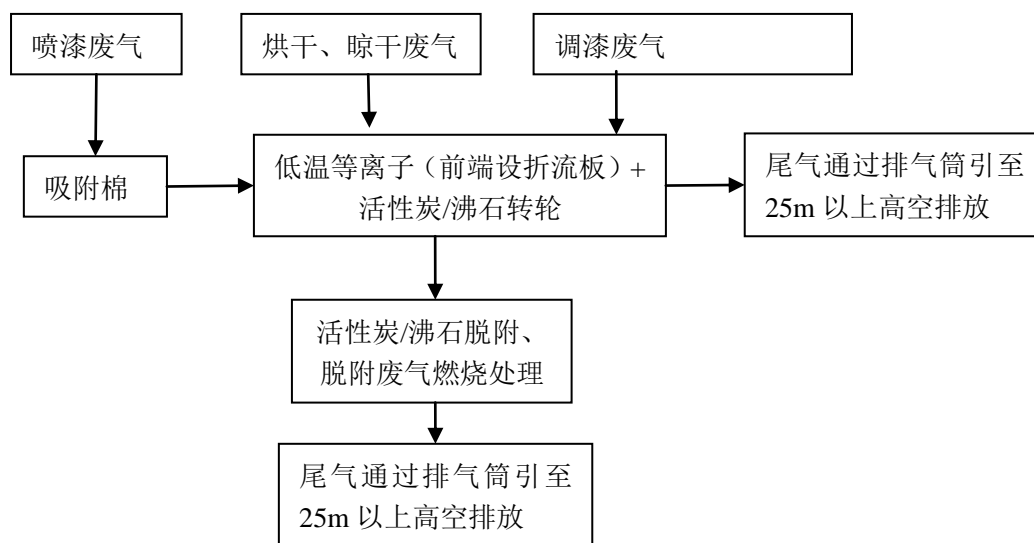 喷漆废气
烘干、晾干废气
调漆废气
吸附棉
低温等离子（前端设折流板）+
活性炭/沸石转轮
尾气通过排气筒引至
25m 以上高空排放
活性炭/沸石脱附、
脱附废气燃烧处理
尾气通过排气筒引至
25m 以上高空排放